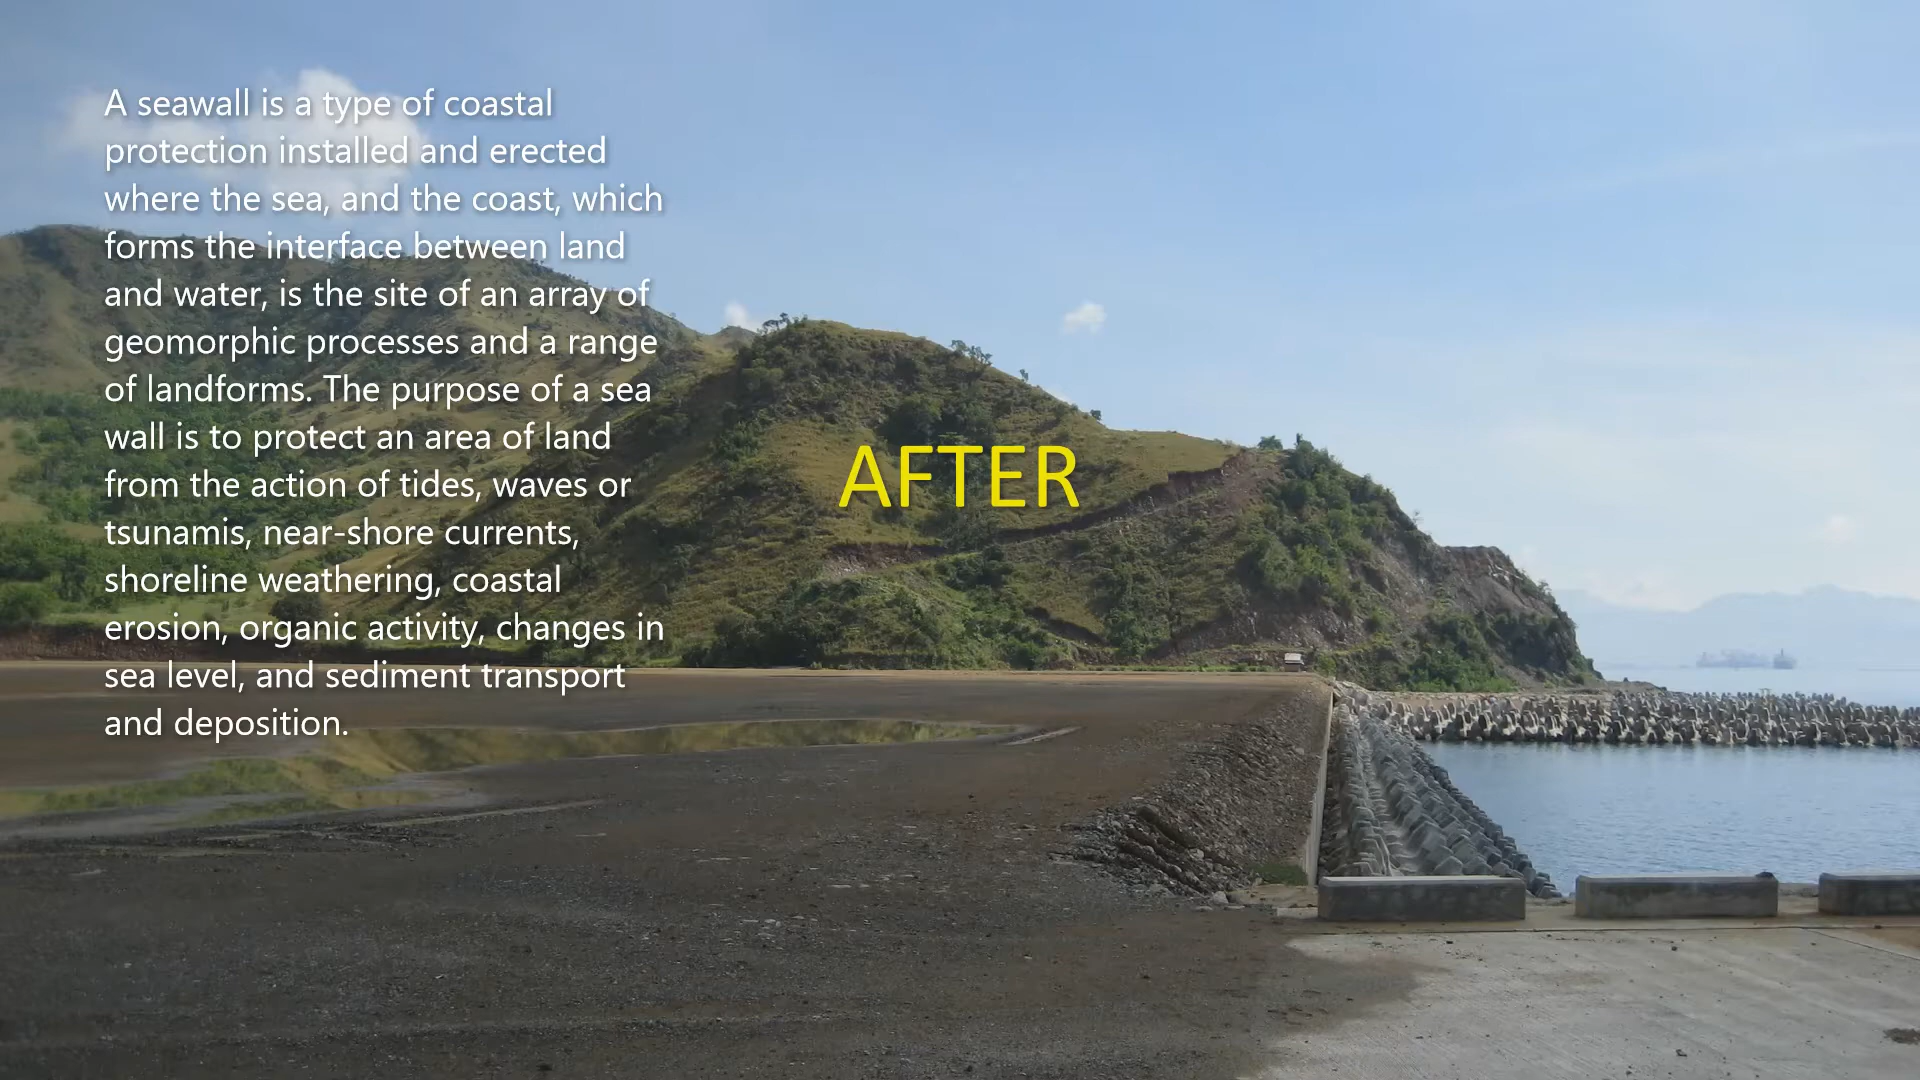 A seawall is a type of coastal
protection installed and erected
where the sea, and the coast, which
forms the interface between land
and water, is the site of an array of
geomorphic processes and a range
of landforms. The purpose of a sea
wall is to protect an area of land
from the action of tides, waves or
tsunamis, near-shore currents,
shoreline weathering, coastal
erosion, organic activity, changes in
sea level, and sediment transport
and deposition.
AFTER